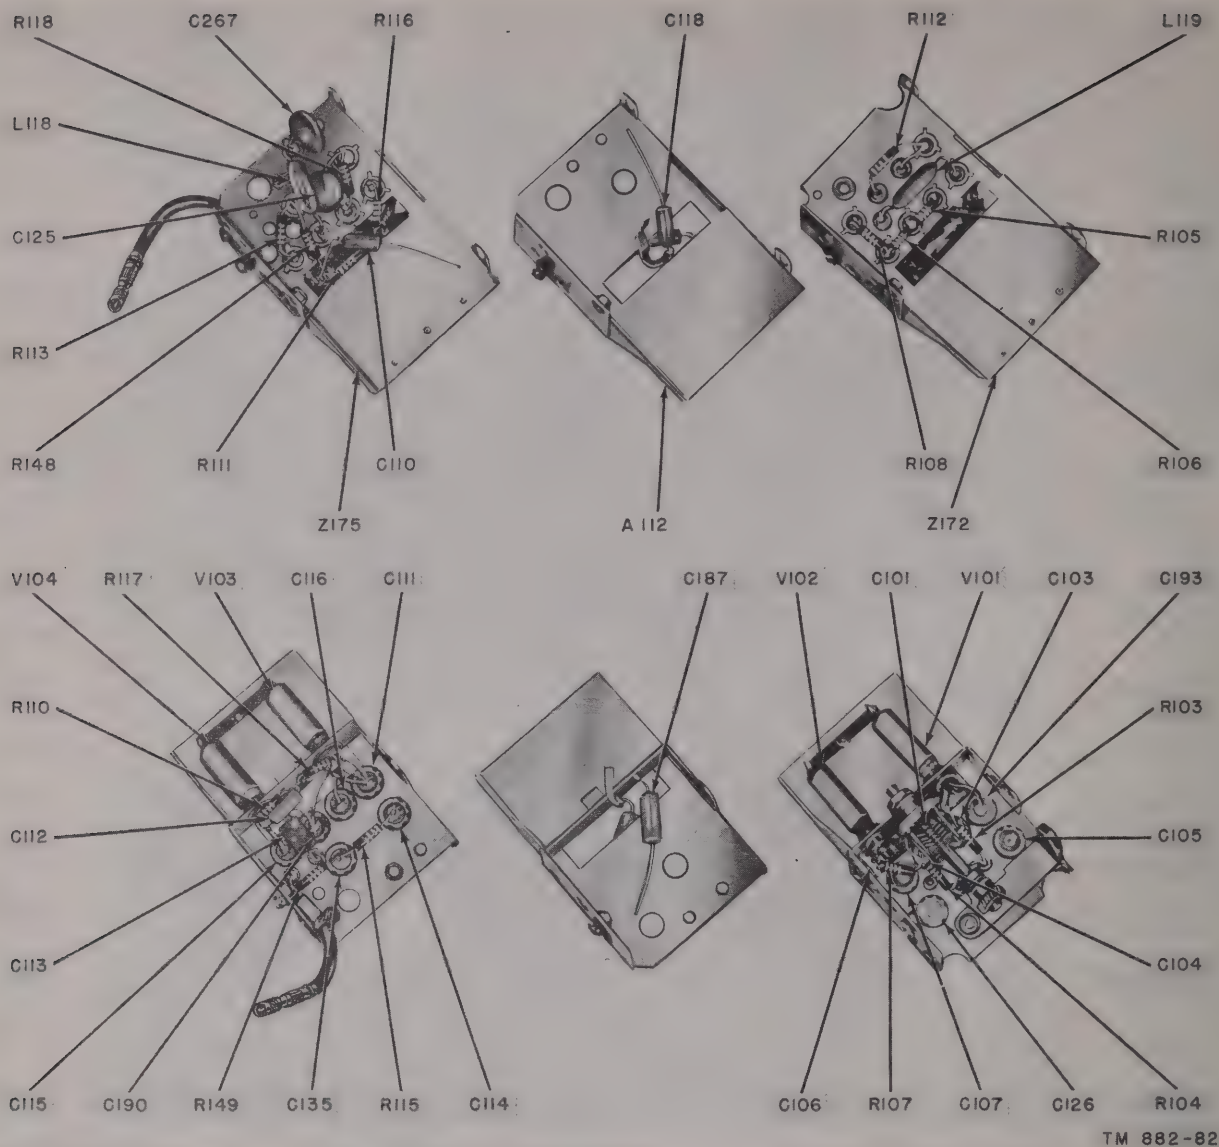 R118 C267 R116 C118 R112 L119
L118
C125
R105
R113
R148 R111 C110 R108 R106
Z175 A 112 Z172
V104 R117 V103 C116 C111 C187 V102 C101 V101 C103 C193
R110 R103
C112 C105
C113 C104
C115 C190 R149 C135 R115 C114 C106 R107 C107 C126 R104
TM 882-82